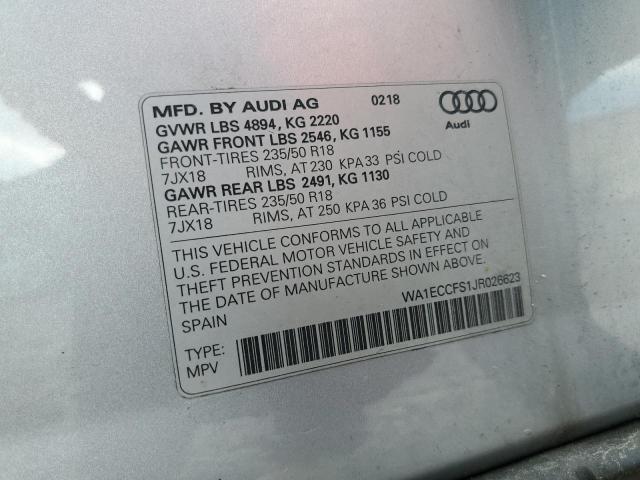 MFD. BY AUDI AG 0218
GVWR LBS 4894, KG 2220
GAWR FRONT LBS 2546, KG 1155
FRONT-TIRES 235/50 R18
7JX18 RIMS, AT 230 KPA 33 PSI COLD
GAWR REAR LBS 2491, KG 1130
REAR-TIRES 235/50 R18
7JX18 RIMS, AT 250 KPA 36 PSI COLD
Audi
THIS VEHICLE CONFORMS TO ALL APPLICABLE
U.S. FEDERAL MOTOR VEHICLE SAFETY AND
THEFT PREVENTION STANDARDS IN EFFECT ON
THE DATE OF MANUFACTURE SHOWN ABOVE.
SPAIN
WA1ECCFS1JR026623
TYPE:
MPV